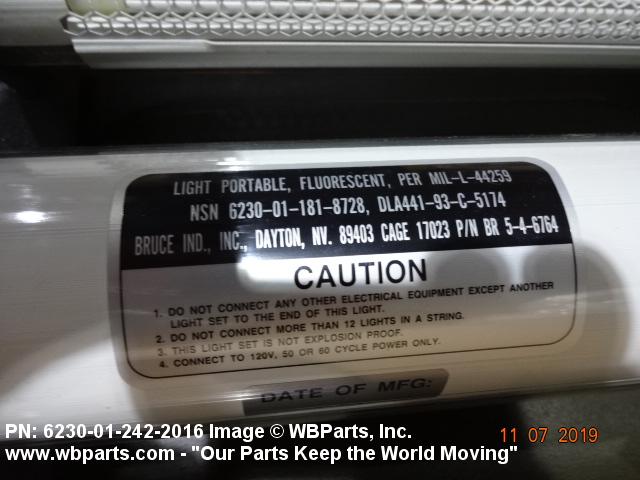 LIGHT PORTABLE, FLUORESCENT, PER MIL-L-44259
NSN 6230-01-181-8728, DLA441-93-C-5174
BRUCE IND., INC., DAYTON, NV. 89403 CAGE 17023 P/N BR 5-4-6764
CAUTION
1. DO NOT CONNECT ANY OTHER ELECTRICAL EQUIPMENT EXCEPT ANOTHER
LIGHT SET TO THE END OF THIS LIGHT.
2. DO NOT CONNECT MORE THAN 12 LIGHTS IN A STRING.
3. THIS LIGHT SET IS NOT EXPLOSION PROOF.
4. CONNECT TO 120V, 50 OR 60 CYCLE POWER ONLY.
DATE OF MFG:
PN: 6230-01-242-2016 Image © WBParts, Inc.
www.wbparts.com - "Our Parts Keep the World Moving"
11 07 2019